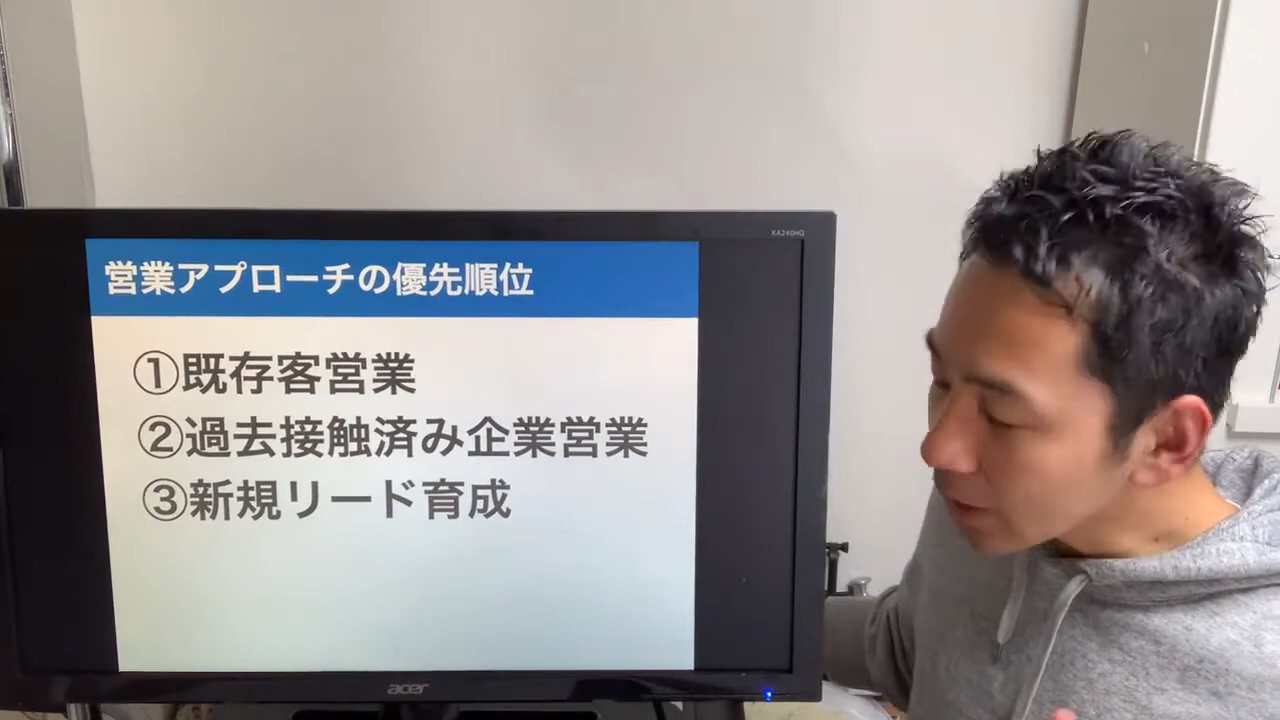 KA240HQ
営業アプローチの優先順位
①既存客営業
②過去接触済み企業営業
③新規リード育成
acer